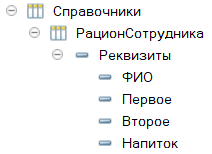 Справочники
РационСотрудника
Реквизиты
ФИО
Первое
Второе
Напиток